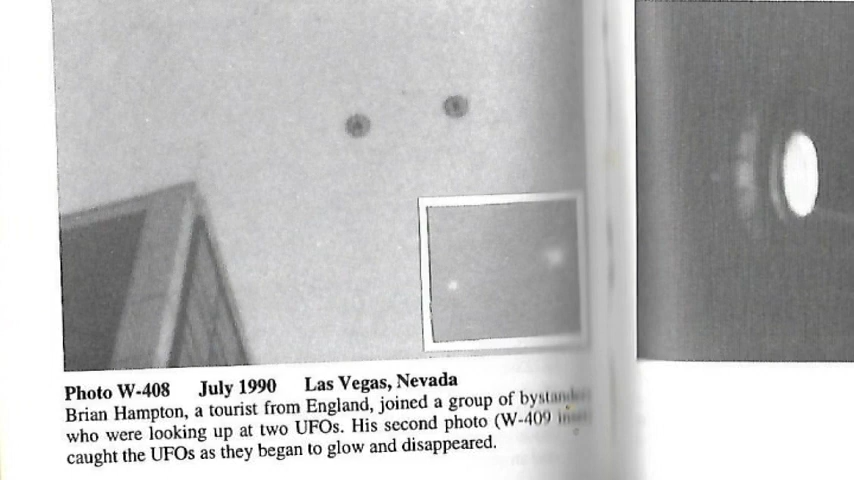 Photo W-408 July 1990 Las Vegas, Nevada
Brian Hampton, a tourist from England, joined a group of bystanders
who were looking up at two UFOs. His second photo (W-409
caught the UFOs as they began to glow and disappeared.